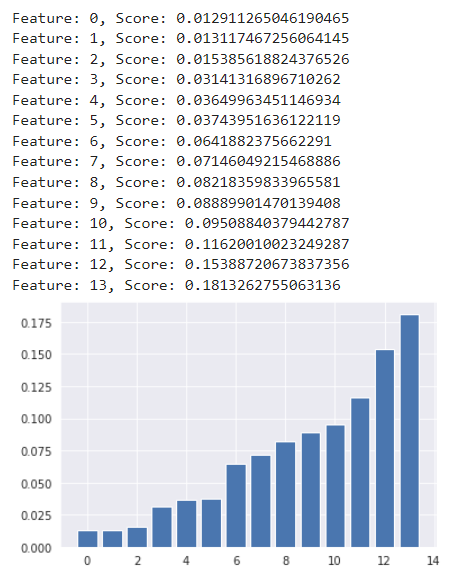 Feature: 0, Score: 0.012911265046190465
Feature: 1, Score: 0.013117467256064145
Feature: 2, Score: 0.015385618824376526
Feature: 3, Score: 0.03141316896710262
Feature: 4, Score: 0.03649963451146934
Feature: 5, Score: 0.03743951636122119
Feature: 6, Score: 0.0641882375662291
Feature: 7, Score: 0.07146049215468886
Feature: 8, Score: 0.08218359833965581
Feature: 9, Score: 0.08889901470139408
Feature: 10, Score: 0.09508840379442787
Feature: 11, Score: 0.11620010023249287
Feature: 12, Score: 0.15388720673837356
Feature: 13, Score: 0.1813262755063136
0.175
0.150
0.125
0.100
0.075
0.050
0.025
0.000
0 2 4 6 8 10 12 14